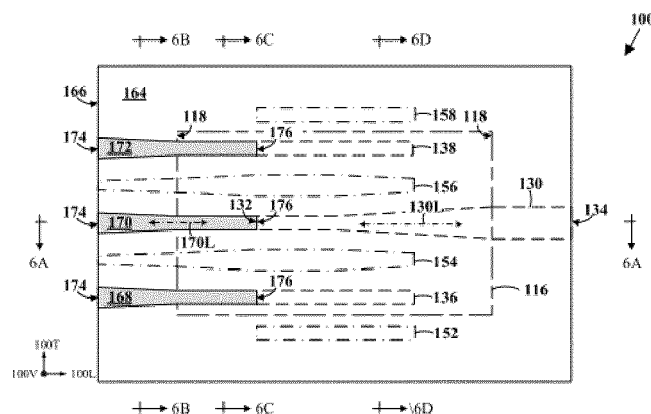 6B 6C 6D 100
166 164
118 158 118
174 172 176 138
156
174 132 176 130 134
170 130L
6A 170L 6A
154
174 176 116
168 136
152
100T
100V 100L
6B 6C \6D